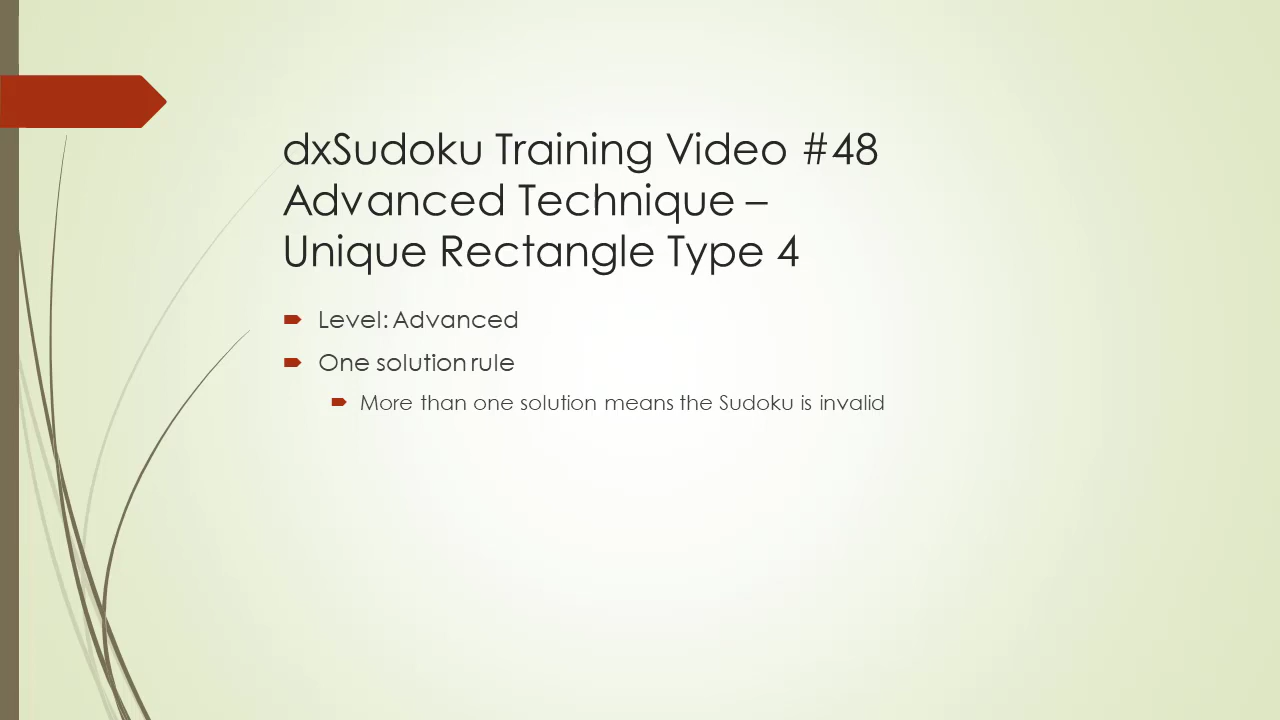 dxSudoku Training Video #48
Advanced Technique –
Unique Rectangle Type 4
Level: Advanced
One solution rule
More than one solution means the Sudoku is invalid